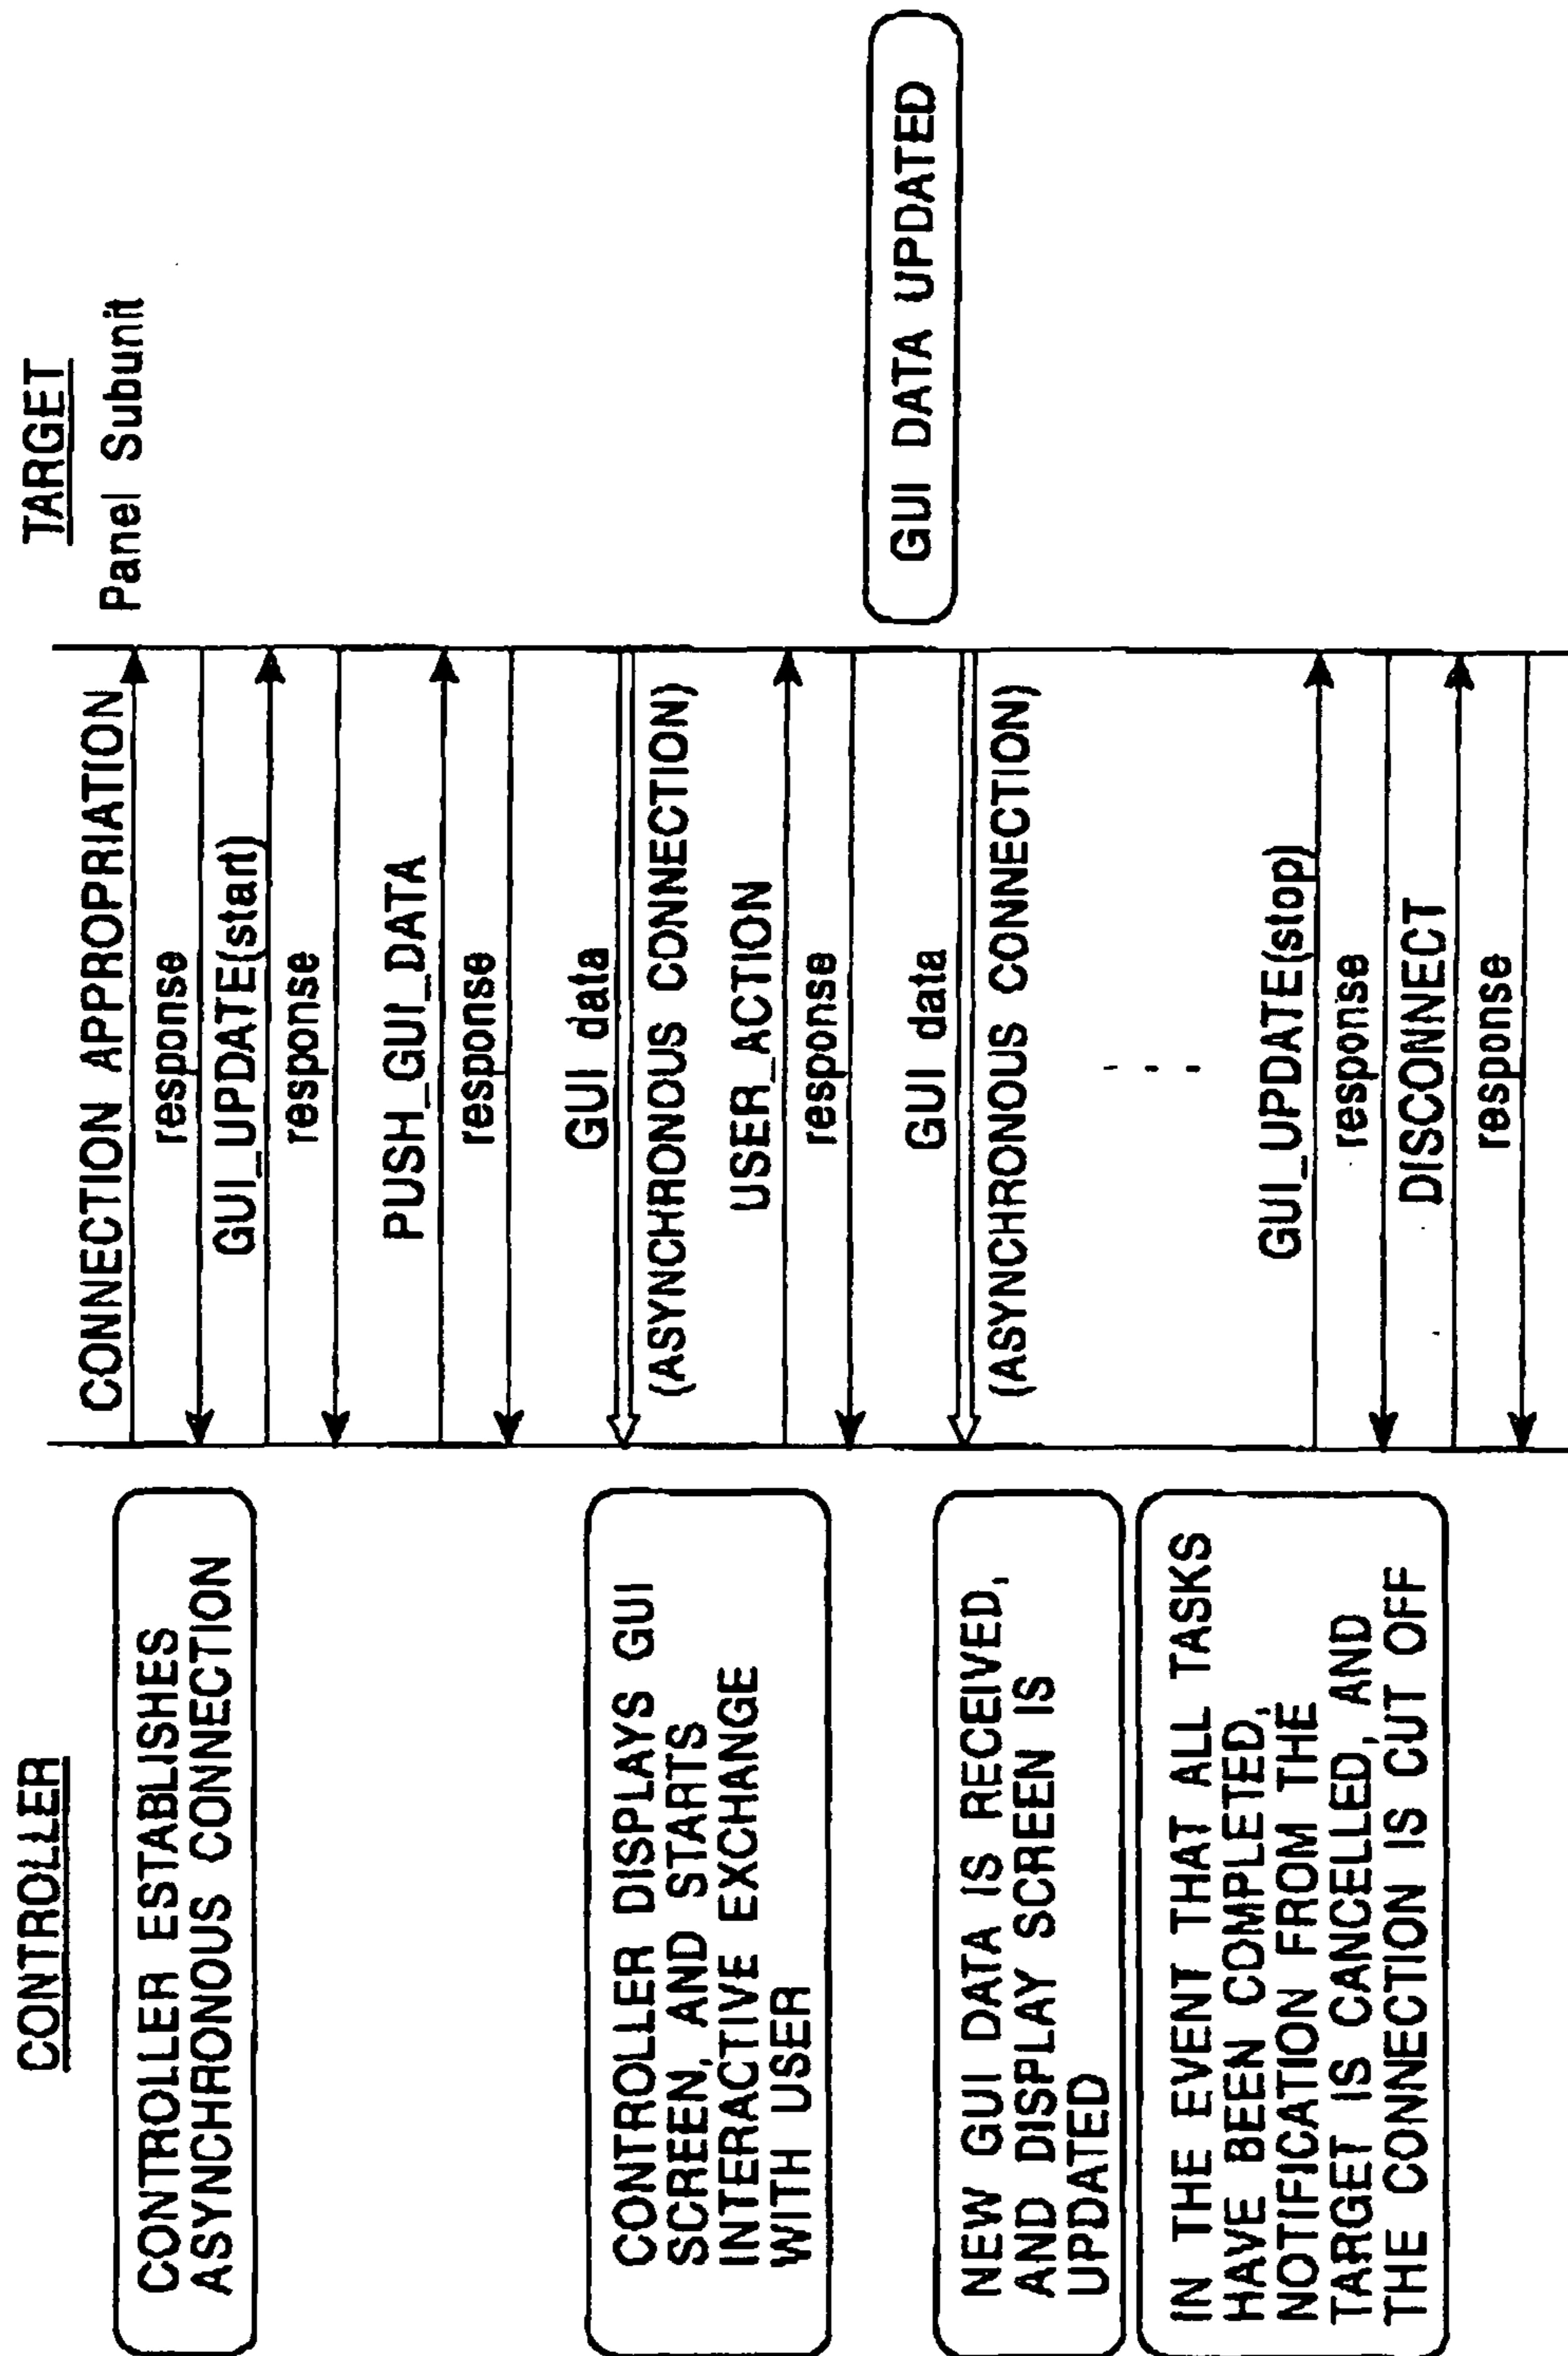 CONTROLLER
TARGET
Panel Subunit
CONTROLLER ESTABLISHES
ASYNCHRONOUS CONNECTION
CONNECTION APPROPRIATION
response
GUI_UPDATE(start)
response
PUSH_GUI_DATA
response
CONTROLLER DISPLAYS GUI
SCREEN, AND STARTS
INTERACTIVE EXCHANGE
WITH USER
GUI data
(ASYNCHRONOUS CONNECTION)
USER_ACTION
response
GUI DATA UPDATED
NEW GUI DATA IS RECEIVED,
AND DISPLAY SCREEN IS
UPDATED
GUI data
(ASYNCHRONOUS CONNECTION)
IN THE EVENT THAT ALL TASKS
HAVE BEEN COMPLETED,
NOTIFICATION FROM THE
TARGET IS CANCELLED, AND
THE CONNECTION IS CUT OFF
GUI_UPDATE(stop)
response
DISCONNECT
response